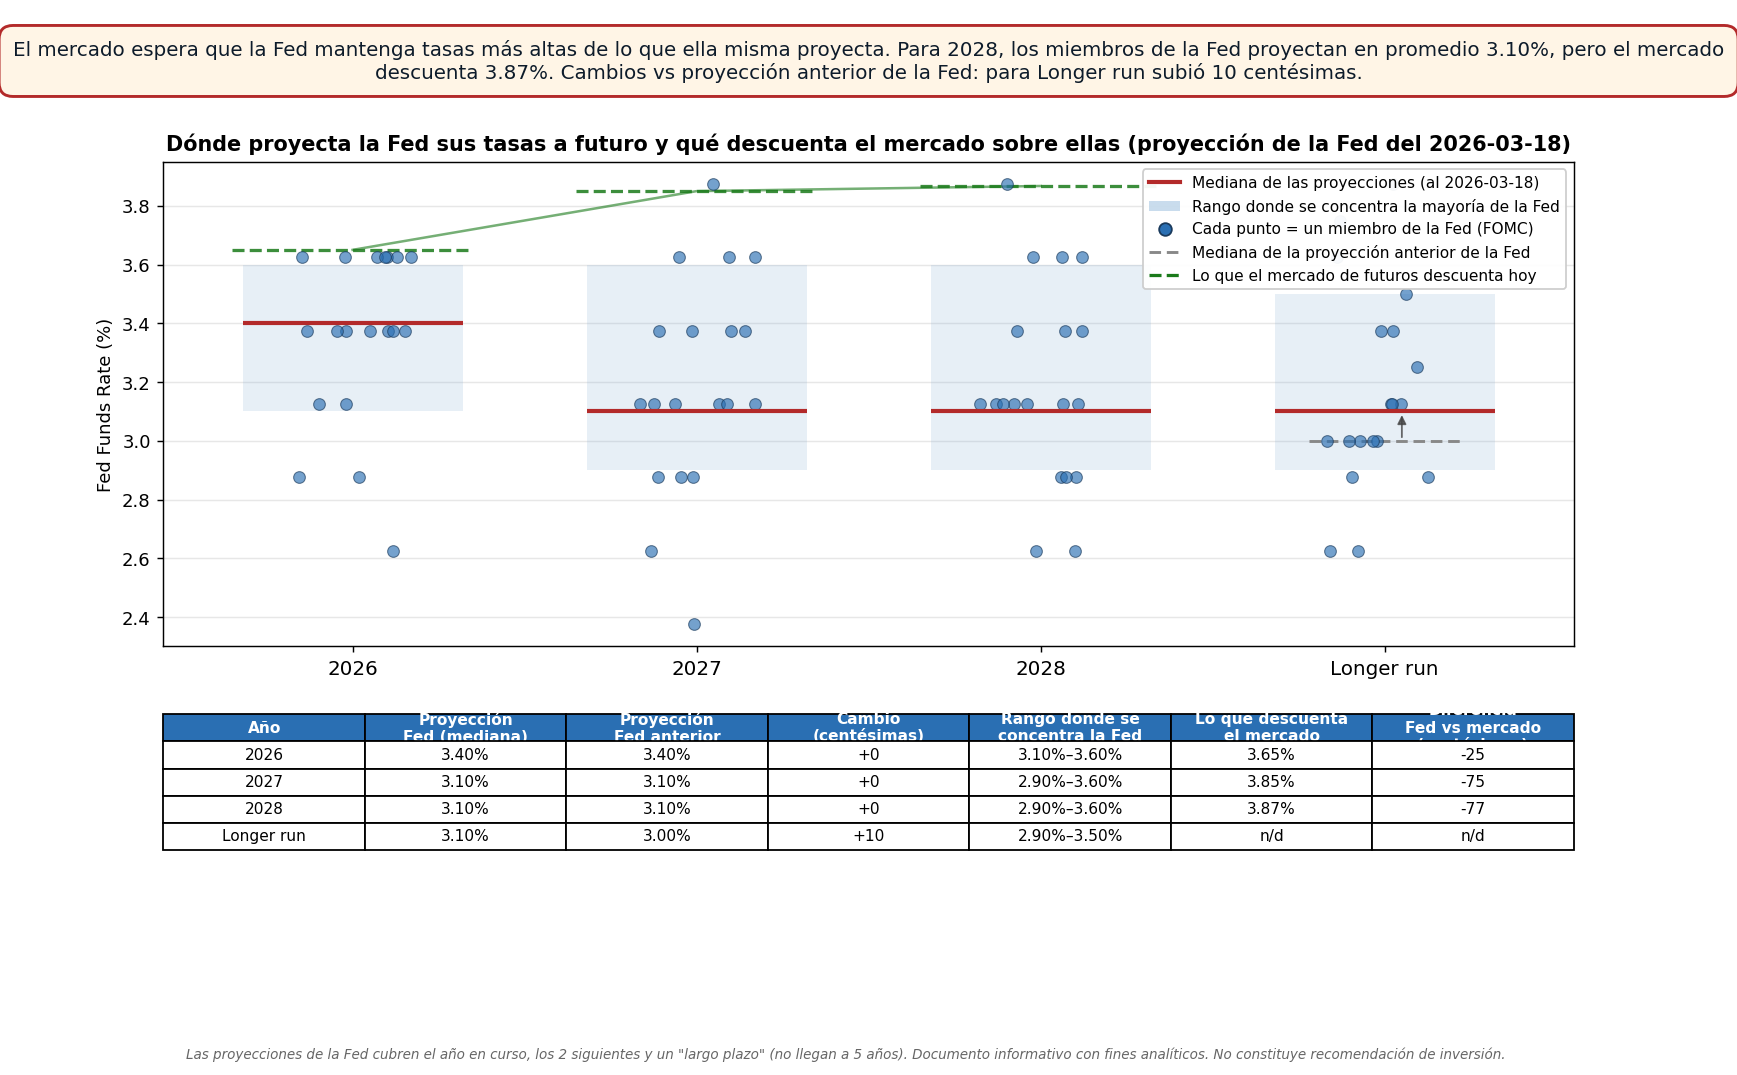 El mercado espera que la Fed mantenga tasas más altas de lo que ella misma proyecta. Para 2028, los miembros de la Fed proyectan en promedio 3.10%, pero el mercado
descuenta 3.87%. Cambios vs proyección anterior de la Fed: para Longer run subió 10 centésimas.
Dónde proyecta la Fed sus tasas a futuro y qué descuenta el mercado sobre ellas (proyección de la Fed del 2026-03-18)
Mediana de las proyecciones (al 2026-03-18)
Rango donde se concentra la mayoría de la Fed
Cada punto = un miembro de la Fed (FOMC)
Mediana de la proyección anterior de la Fed
Lo que el mercado de futuros descuenta hoy
Fed Funds Rate (%)
3.8
3.6
3.4
3.2
3.0
2.8
2.6
2.4
2026 2027 2028 Longer run
Año Proyección Fed (mediana) Proyección Fed anterior Cambio (centésimas) Rango donde se concentra la Fed Lo que descuenta el mercado Fed vs mercado
2026 3.40% 3.40% +0 3.10%–3.60% 3.65% -25
2027 3.10% 3.10% +0 2.90%–3.60% 3.85% -75
2028 3.10% 3.10% +0 2.90%–3.60% 3.87% -77
Longer run 3.10% 3.00% +10 2.90%–3.50% n/d n/d
Las proyecciones de la Fed cubren el año en curso, los 2 siguientes y un "largo plazo" (no llegan a 5 años). Documento informativo con fines analíticos. No constituye recomendación de inversión.